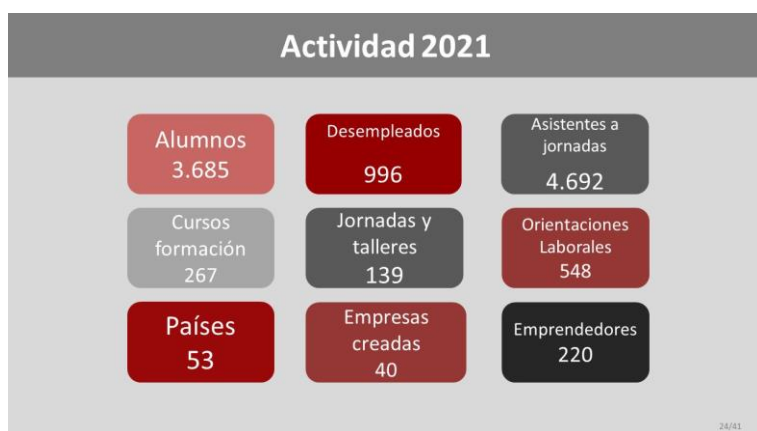 Actividad 2021
Alumnos
3.685
Desempleados
996
Asistentes a
jornadas
4.692
Cursos
formación
267
Jornadas y
talleres
139
Orientaciones
Laborales
548
Países
53
Empresas
creadas
40
Emprendedores
220
24/41